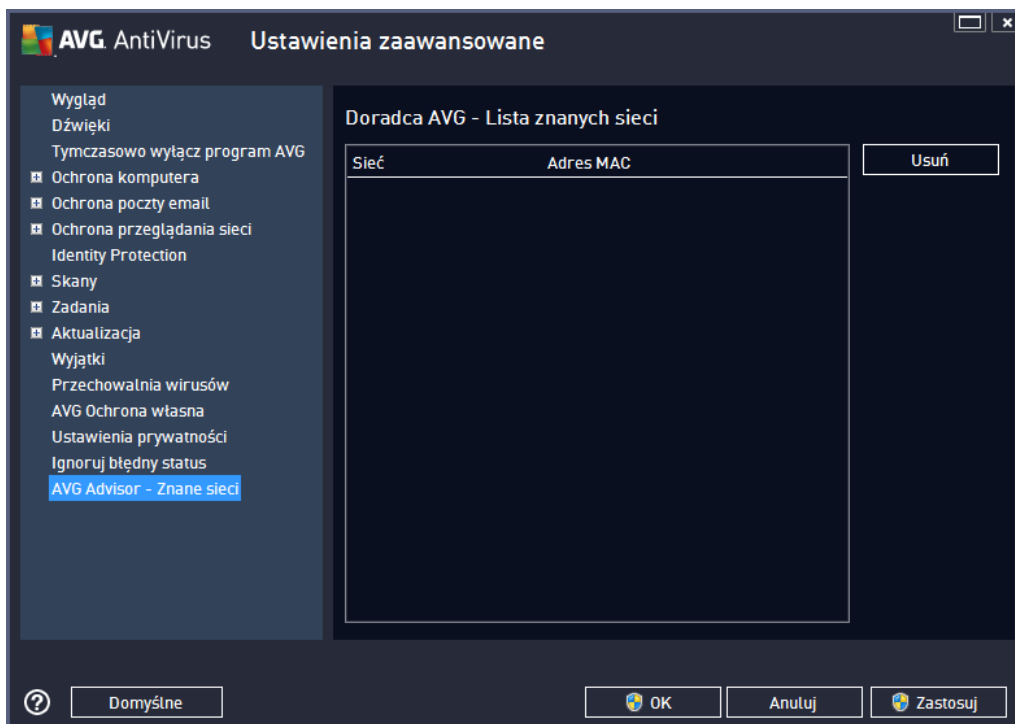 AVG. AntiVirus Ustawienia zaawansowane
Wygląd
Dźwięki
Tymczasowo wyłącz program AVG
Ochrona komputera
Ochrona poczty email
Ochrona przeglądania sieci
Identity Protection
Skany
Zadania
Aktualizacja
Wyjątki
Przechowalnia wirusów
AVG Ochrona własna
Ustawienia prywatności
Ignoruj błędny status
AVG Advisor - Znane sieci
Doradca AVG - Lista znanych sieci
Sieć Adres MAC
Usuń
Domyślne
OK
Anuluj
Zastosuj